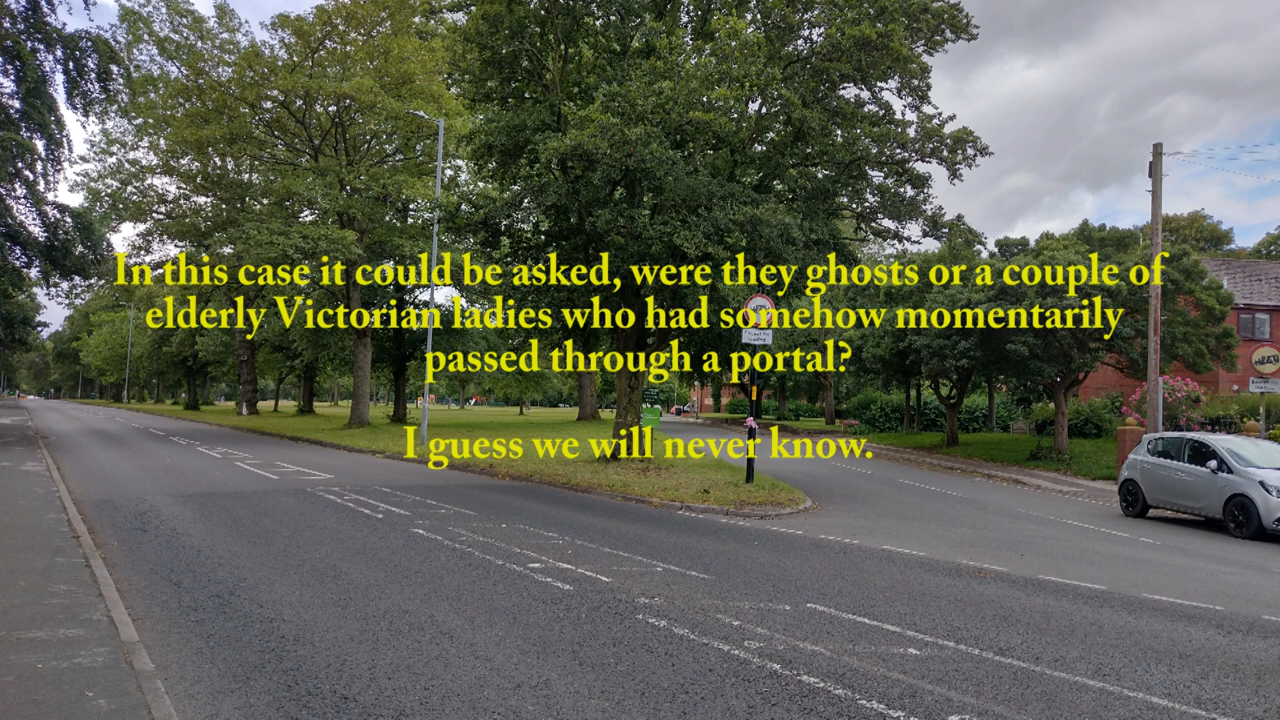 In this case it could be asked, were they ghosts or a couple of
elderly Victorian ladies who had somehow momentarily
passed through a portal?
I guess we will never know.